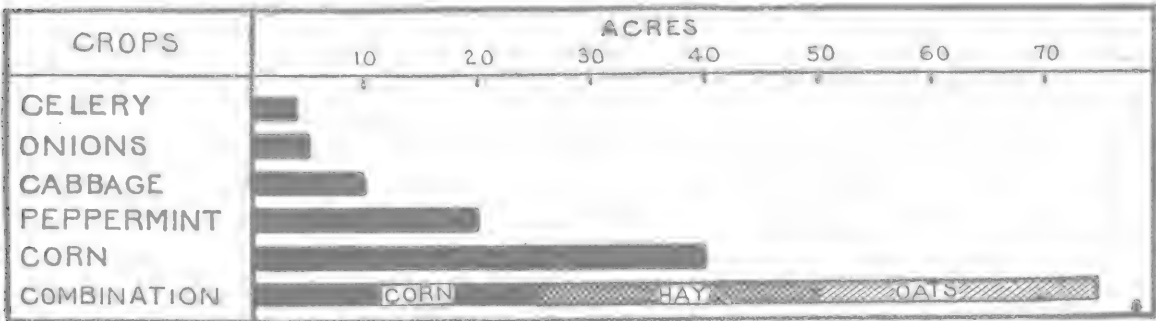 CROPS
ACRES
10 20 30 40 50 60 70
CELERY
ONIONS
CABBAGE
PEPPERMINT
CORN
COMBINATION CORN HAY OATS